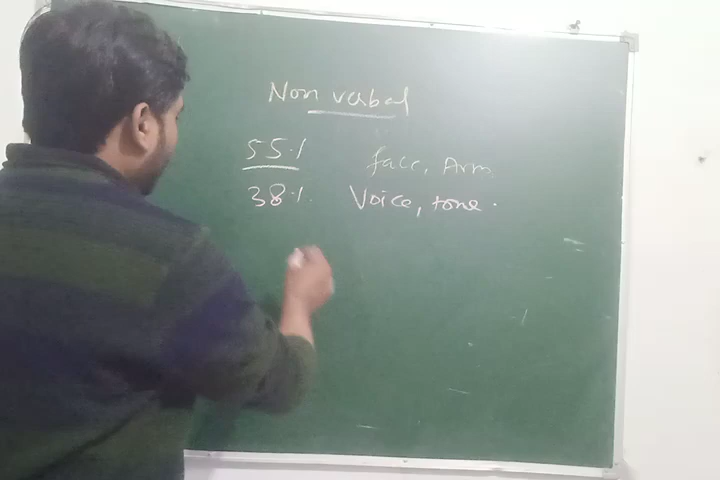 Non verbal
55% face, Arm
38% Voice, tone.